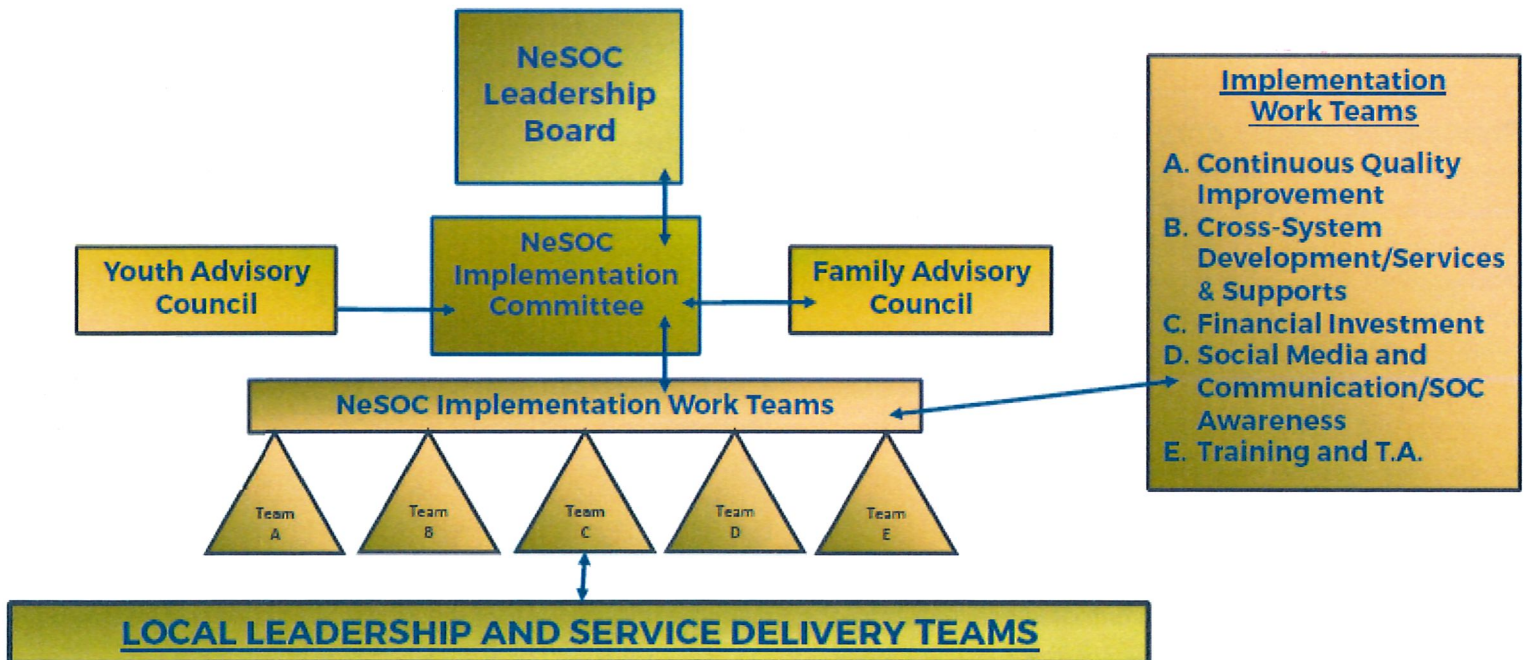 NeSOC
Leadership
Board
NeSOC
Implementation
Committee
Youth Advisory
Council
Family Advisory
Council
NeSOC Implementation Work Teams
Team
A
Team
B
Team
C
Team
D
Team
E
LOCAL LEADERSHIP AND SERVICE DELIVERY TEAMS
Implementation
Work Teams
A. Continuous Quality
Improvement
B. Cross-System
Development/Services
& Supports
C. Financial Investment
D. Social Media and
Communication/SOC
Awareness
E. Training and T.A.